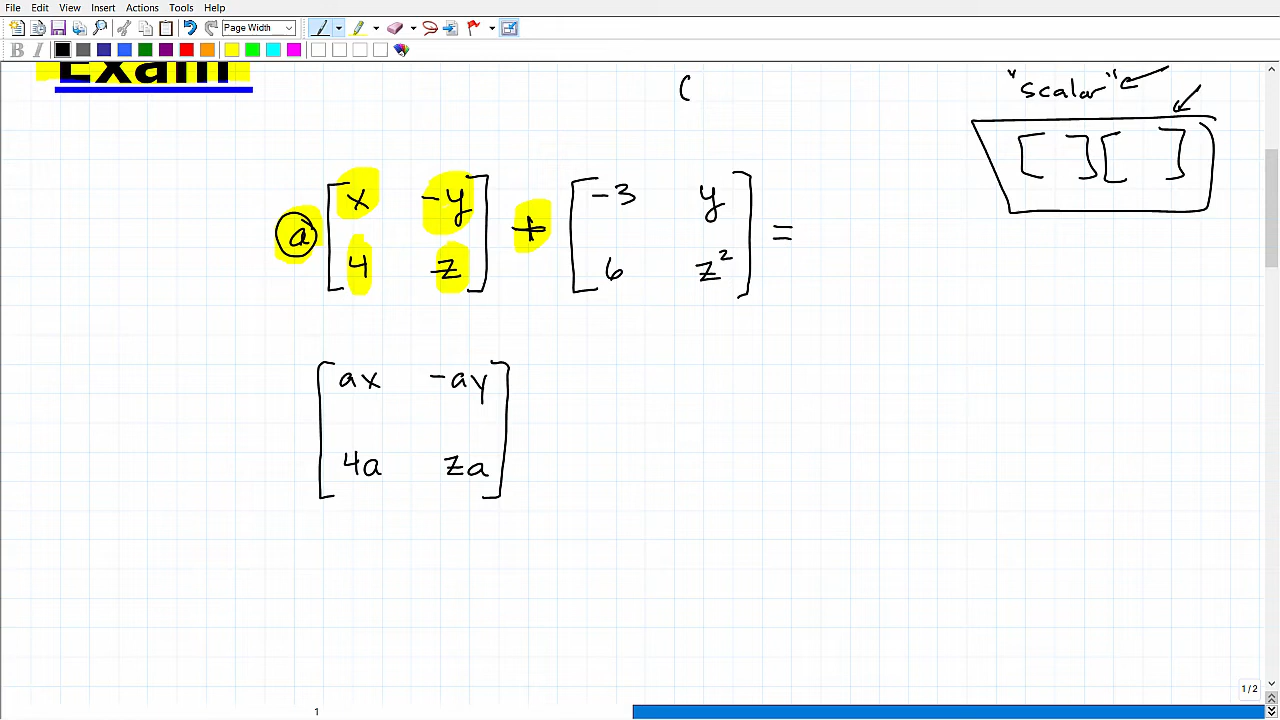 File Edit View Insert Actions Tools Help
Page Width
B I
Exam
(
"scalar"
[ ] [ ]
a [ x -y ] + [ -3 y ] =
[ 4 z ] [ 6 z² ]
[ ax -ay ]
[ 4a za ]
1/2
1